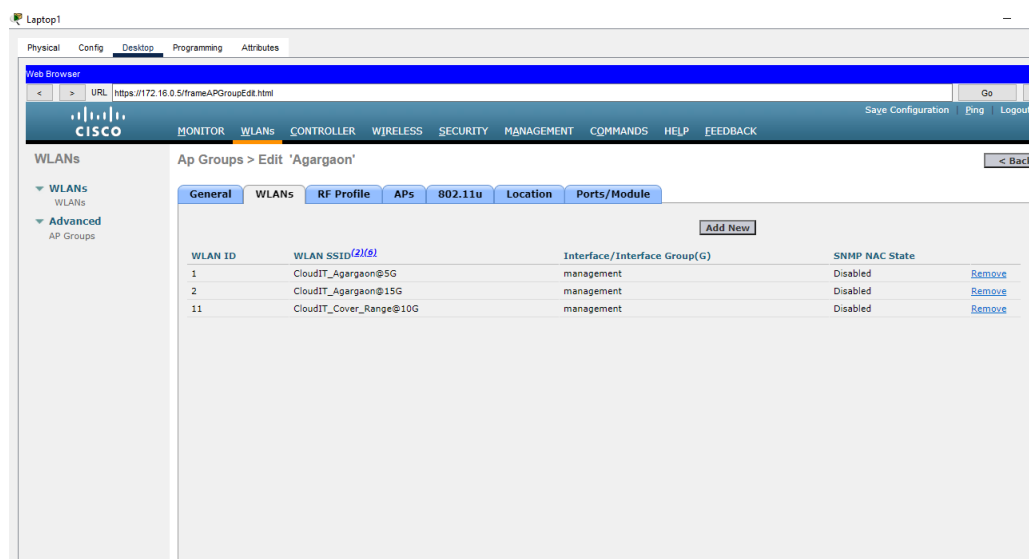 Laptop1
Physical Config Desktop Programming Attributes
Web Browser
< > URL https://172.16.0.5/frameAPGroupEdit.html Go
Save Configuration Ping Logout
CISCO MONITOR WLANs CONTROLLER WIRELESS SECURITY MANAGEMENT COMMANDS HELP FEEDBACK
WLANs Ap Groups > Edit 'Agargaon' < Bac
WLANs
WLANs
Advanced
AP Groups
General WLANs RF Profile APs 802.11u Location Ports/Module
Add New
WLAN ID WLAN SSID(2)(6) Interface/Interface Group(G) SNMP NAC State
1 CloudIT_Agargaon@5G management Disabled Remove
2 CloudIT_Agargaon@15G management Disabled Remove
11 CloudIT_Cover_Range@10G management Disabled Remove